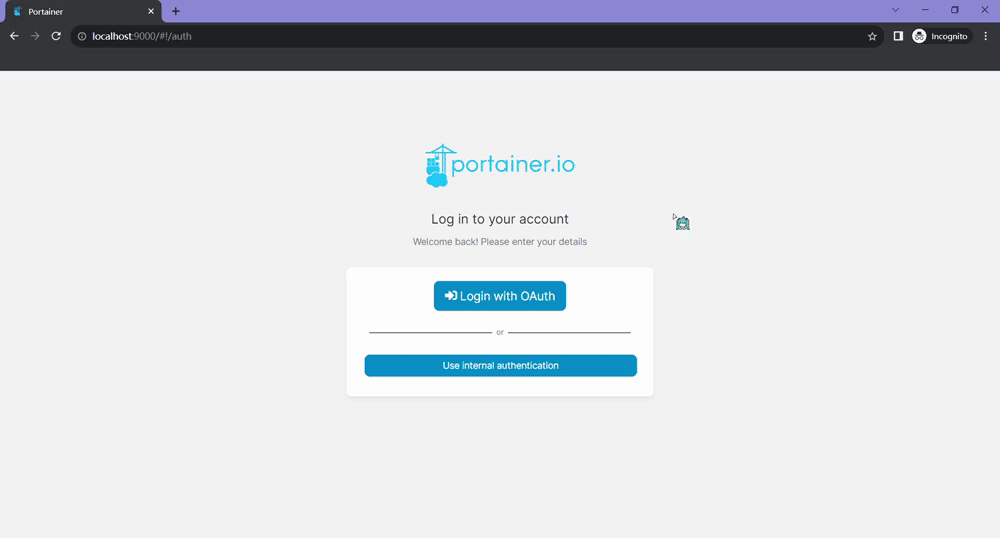 Portainer
localhost:9000/#!/auth
Incognito
portainer.io
Log in to your account
Welcome back! Please enter your details
Login with OAuth
or
Use internal authentication